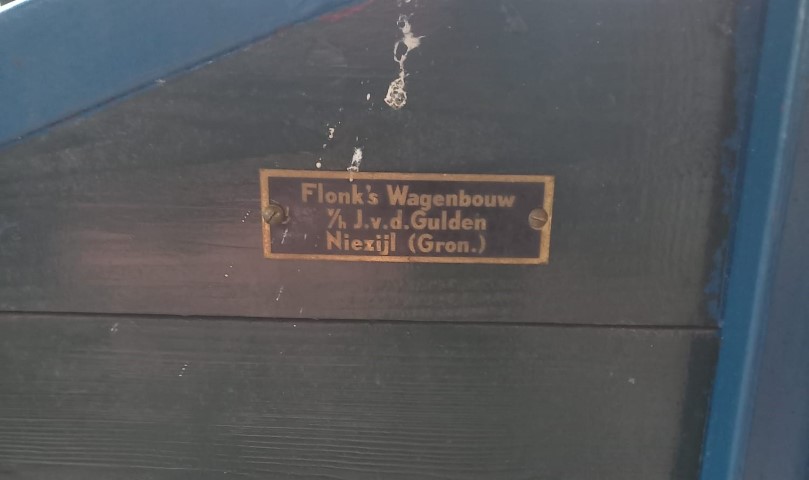 Flonk's Wagenbouw
v/h J.v.d.Gulden
Niezijl (Gron.)